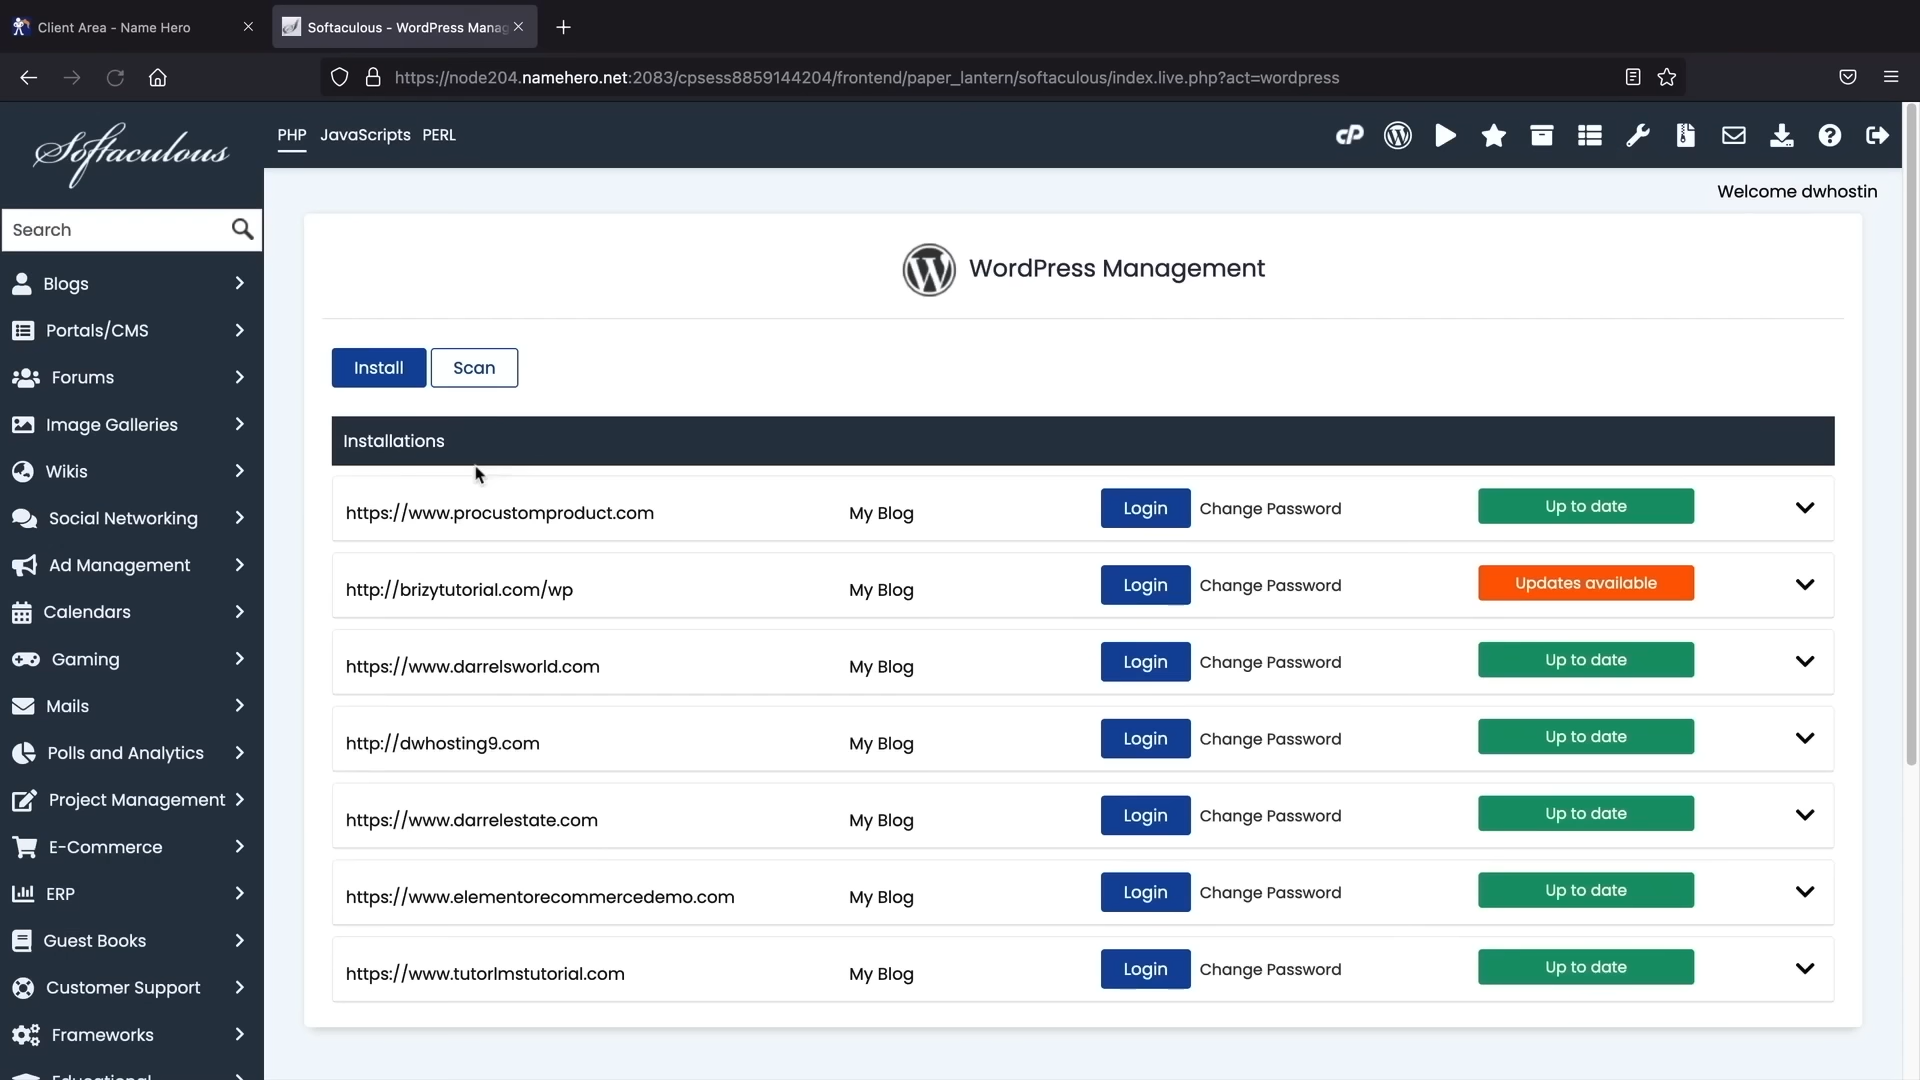 Client Area - Name Hero
Softaculous - WordPress Manag
https://node204.namehero.net:2083/cpsess8859144204/frontend/paper_lantern/softaculous/index.live.php?act=wordpress
Softaculous
PHP JavaScripts PERL
cP
Welcome dwhostin
Search
Blogs
Portals/CMS
Forums
Image Galleries
Wikis
Social Networking
Ad Management
Calendars
Gaming
Mails
Polls and Analytics
Project Management
E-Commerce
ERP
Guest Books
Customer Support
Frameworks
Educational
WordPress Management
Install Scan
Installations
https://www.procustomproduct.com My Blog Login Change Password Up to date
http://brizytutorial.com/wp My Blog Login Change Password Updates available
https://www.darrelsworld.com My Blog Login Change Password Up to date
http://dwhosting9.com My Blog Login Change Password Up to date
https://www.darrelestate.com My Blog Login Change Password Up to date
https://www.elementorecommercedemo.com My Blog Login Change Password Up to date
https://www.tutorlmstutorial.com My Blog Login Change Password Up to date